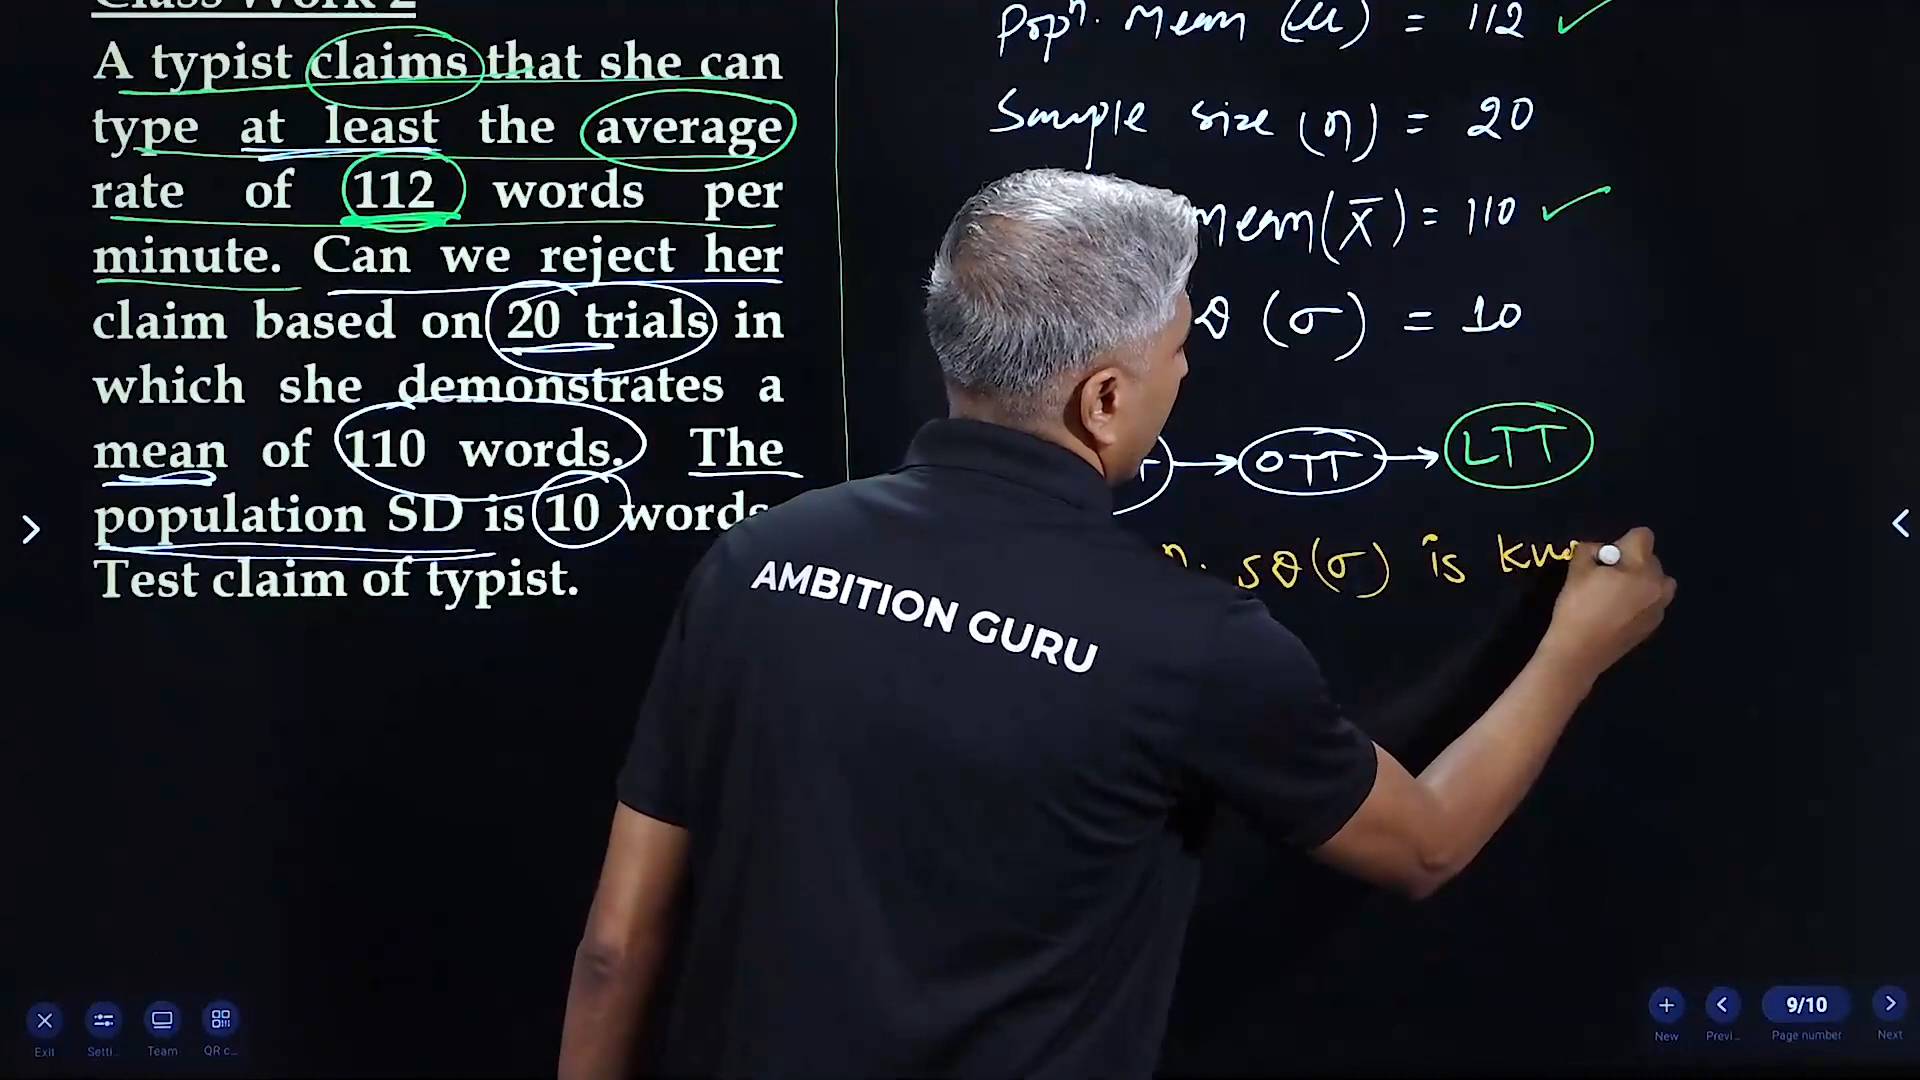 Class Work 2
A typist claims that she can
type at least the average
rate of 112 words per
minute. Can we reject her
claim based on 20 trials in
which she demonstrates a
mean of 110 words. The
population SD is 10 words
Test claim of typist.
Popⁿ. Mean (μ) = 112 ✓
Sample size (n) = 20
mean (x̄) = 110 ✓
(σ) = 10
→ OTT → LTT
SD(σ) is
AMBITION GURU
Exit
Setti...
Team
QR c...
New
Previ...
9/10
Page number
Next